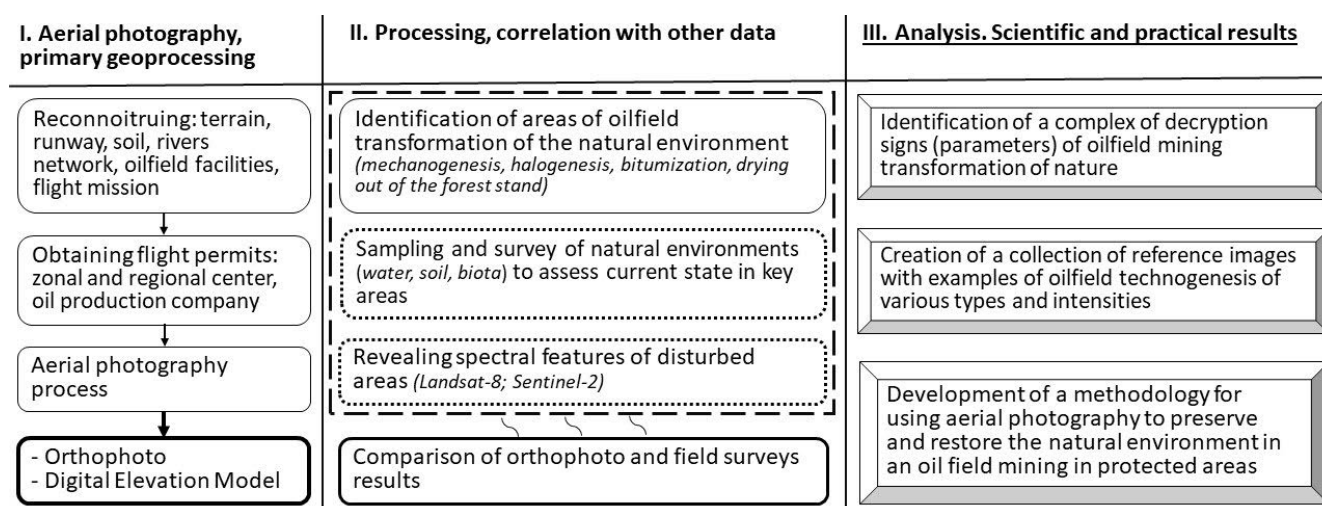 I. Aerial photography,
primary geoprocessing
Reconnoitruing: terrain,
runway, soil, rivers
network, oilfield facilities,
flight mission
Obtaining flight permits:
zonal and regional center,
oil production company
Aerial photography
process
- Orthophoto
- Digital Elevation Model
II. Processing, correlation with other data
Identification of areas of oilfield
transformation of the natural environment
(mechanogenesis, halogenesis, bitumization, drying
out of the forest stand)
Sampling and survey of natural environments
(water, soil, biota) to assess current state in key
areas
Revealing spectral features of disturbed
areas (Landsat-8; Sentinel-2)
Comparison of orthophoto and field surveys
results
III. Analysis. Scientific and practical results
Identification of a complex of decryption
signs (parameters) of oilfield mining
transformation of nature
Creation of a collection of reference images
with examples of oilfield technogenesis of
various types and intensities
Development of a methodology for
using aerial photography to preserve
and restore the natural environment in
an oil field mining in protected areas